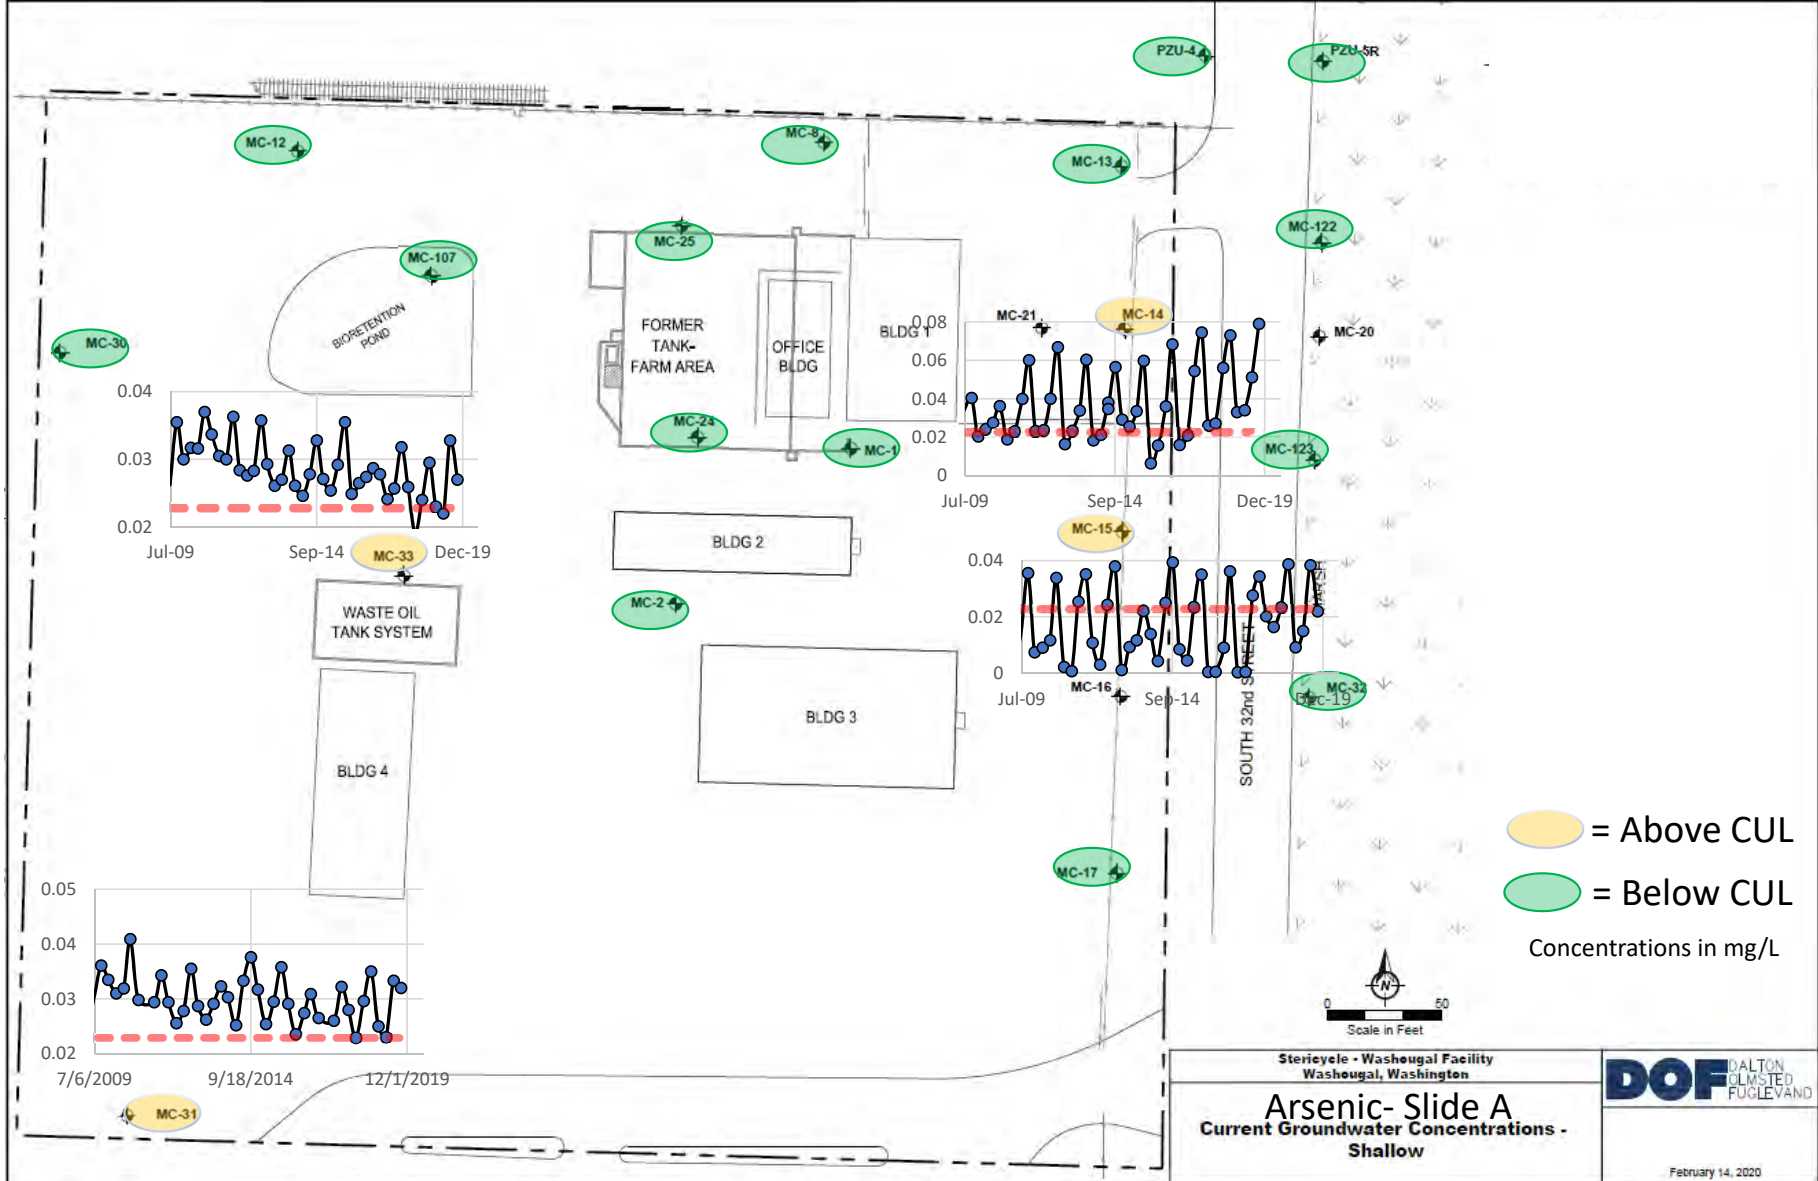 PZU-4
PZU-5R
MC-12
MC-8
MC-13
MC-25
MC-122
MC-107
BIORETENTION
POND
MC-30
FORMER
TANK-
FARM AREA
OFFICE
BLDG
BLDG 1
MC-21
MC-14
MC-20
0.08
0.06
0.04
0.02
0
Jul-09
Sep-14
Dec-19
0.04
0.03
0.02
Jul-09
Sep-14
Dec-19
MC-24
MC-1
MC-123
MC-33
BLDG 2
MC-15
0.04
0.02
0
Jul-09
Sep-14
Dec-19
MC-2
WASTE OIL
TANK SYSTEM
MC-16
MC-32
MARSH
SOUTH 32nd STREET
BLDG 3
BLDG 4
MC-17
= Above CUL
= Below CUL
Concentrations in mg/L
0.05
0.04
0.03
0.02
7/6/2009
9/18/2014
12/1/2019
MC-31
N
0
50
Scale in Feet
Stericycle - Washougal Facility
Washougal, Washington
Arsenic- Slide A
Current Groundwater Concentrations -
Shallow
DOF
DALTON
OLMSTED
FUGLEVAND
February 14, 2020